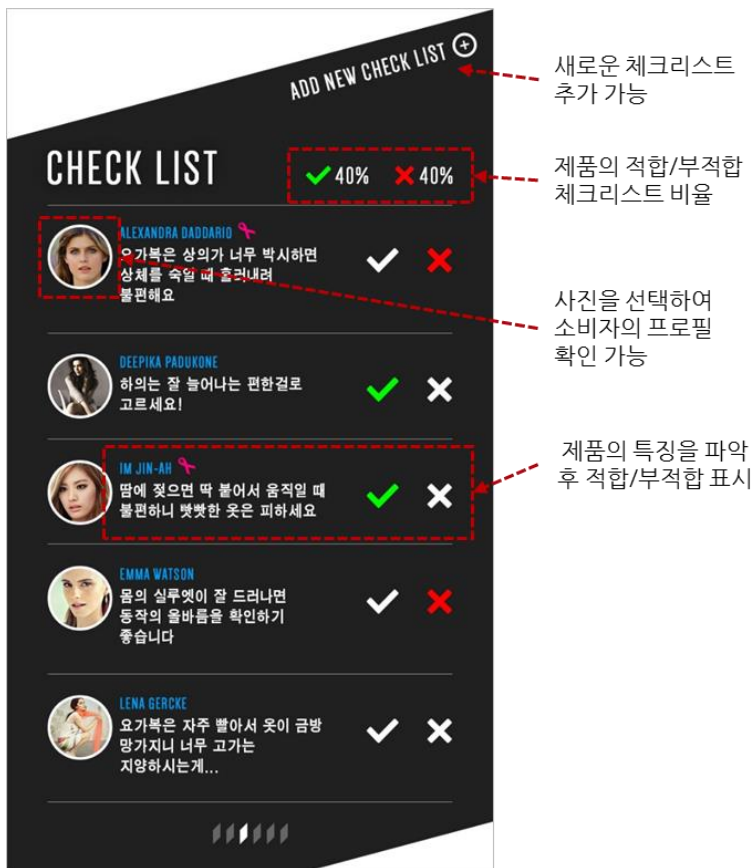 ADD NEW CHECK LIST
새로운 체크리스트
추가 가능
CHECK LIST
40%
40%
제품의 적합/부적합
체크리스트 비율
ALEXANDRA DADDARIO
요가복은 상의가 너무 박시하면
상체를 숙일 때 흘러내려
불편해요
사진을 선택하여
소비자의 프로필
확인 가능
DEEPIKA PADUKONE
하의는 잘 늘어나는 편한걸로
고르세요!
IM JIN-AH
땀에 젖으면 딱 붙어서 움직일 때
불편하니 빳빳한 옷은 피하세요
제품의 특징을 파악
후 적합/부적합 표시
EMMA WATSON
몸의 실루엣이 잘 드러나면
동작의 올바름을 확인하기
좋습니다
LENA GERCKE
요가복은 자주 빨아서 옷이 금방
망가지니 너무 고가는
지양하시는게...